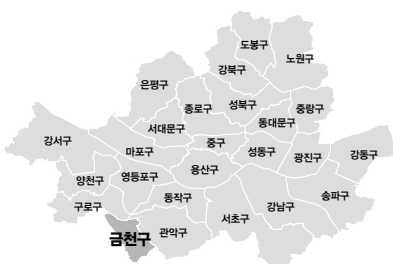 도봉구
노원구
강북구
은평구
성북구
종로구
중랑구
동대문구
서대문구
강서구
중구
마포구
성동구
강동구
광진구
용산구
영등포구
양천구
동작구
송파구
구로구
강남구
서초구
관악구
금천구